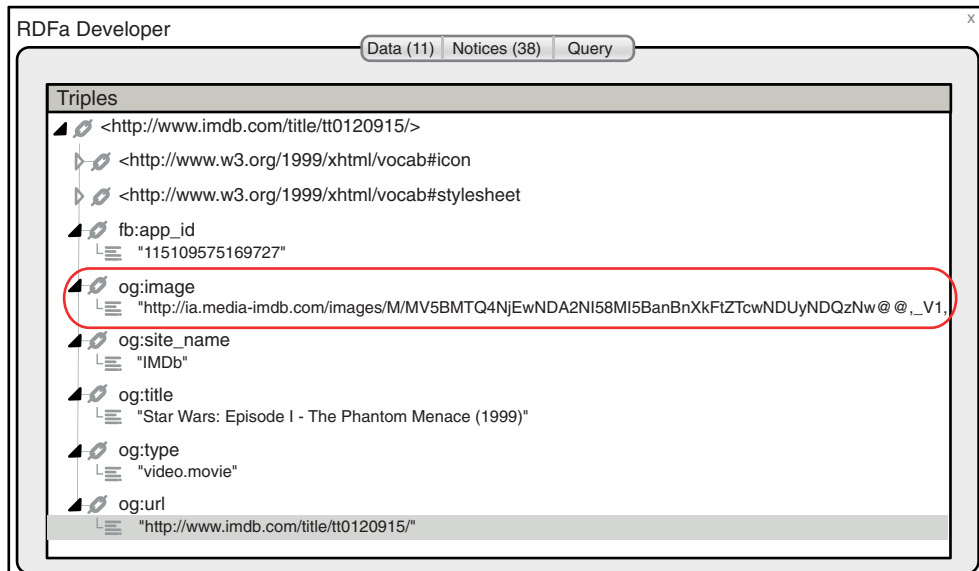 RDFa Developer
x
Data (11) Notices (38) Query
Triples
<http://www.imdb.com/title/tt0120915/>
<http://www.w3.org/1999/xhtml/vocab#icon
<http://www.w3.org/1999/xhtml/vocab#stylesheet
fb:app_id
"115109575169727"
og:image
"http://ia.media-imdb.com/images/M/MV5BMTQ4NjEwNDA2NI58MI5BanBnXkFtZTcwNDUyNDQzNw@@,_V1,
og:site_name
"IMDb"
og:title
"Star Wars: Episode I - The Phantom Menace (1999)"
og:type
"video.movie"
og:url
"http://www.imdb.com/title/tt0120915/"